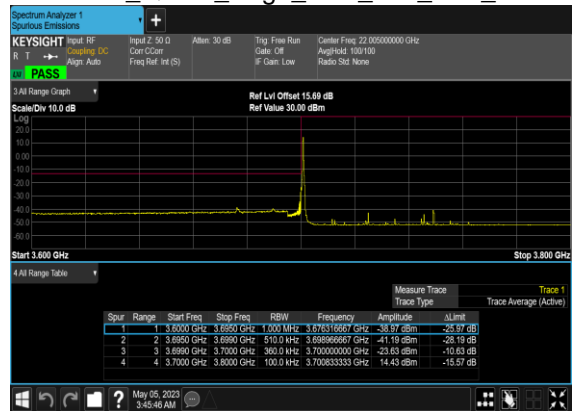 Spectrum Analyzer 1
Spurious Emissions
KEYSIGHT Input: RF Input Z: 50 Ω Atten: 30 dB Trig: Free Run Center Freq: 22.005000000 GHz
R T Coupling: DC Corr CCorr Gate: Off Avg|Hold: 100/100
Align: Auto Freq Ref: Int (S) IF Gain: Low Radio Std: None
LW PASS
3 All Range Graph
Ref Lvl Offset 15.69 dB
Scale/Div 10.0 dB Ref Value 30.00 dBm
Log
20.0
10.0
0.00
-10.0
-20.0
-30.0
-40.0
-50.0
-60.0
Start 3.600 GHz Stop 3.800 GHz
4 All Range Table
Measure Trace Trace 1
Trace Type Trace Average (Active)
Spur Range Start Freq Stop Freq RBW Frequency Amplitude ΔLimit
1 1 3.6000 GHz 3.6950 GHz 1.000 MHz 3.676316667 GHz -38.97 dBm -25.97 dB
2 2 3.6950 GHz 3.6990 GHz 510.0 kHz 3.698966667 GHz -41.19 dBm -28.19 dB
3 3 3.6990 GHz 3.7000 GHz 360.0 kHz 3.700000000 GHz -23.63 dBm -10.63 dB
4 4 3.7000 GHz 3.8000 GHz 100.0 kHz 3.700833333 GHz 14.43 dBm -15.57 dB
? May 05, 2023
3:45:46 AM